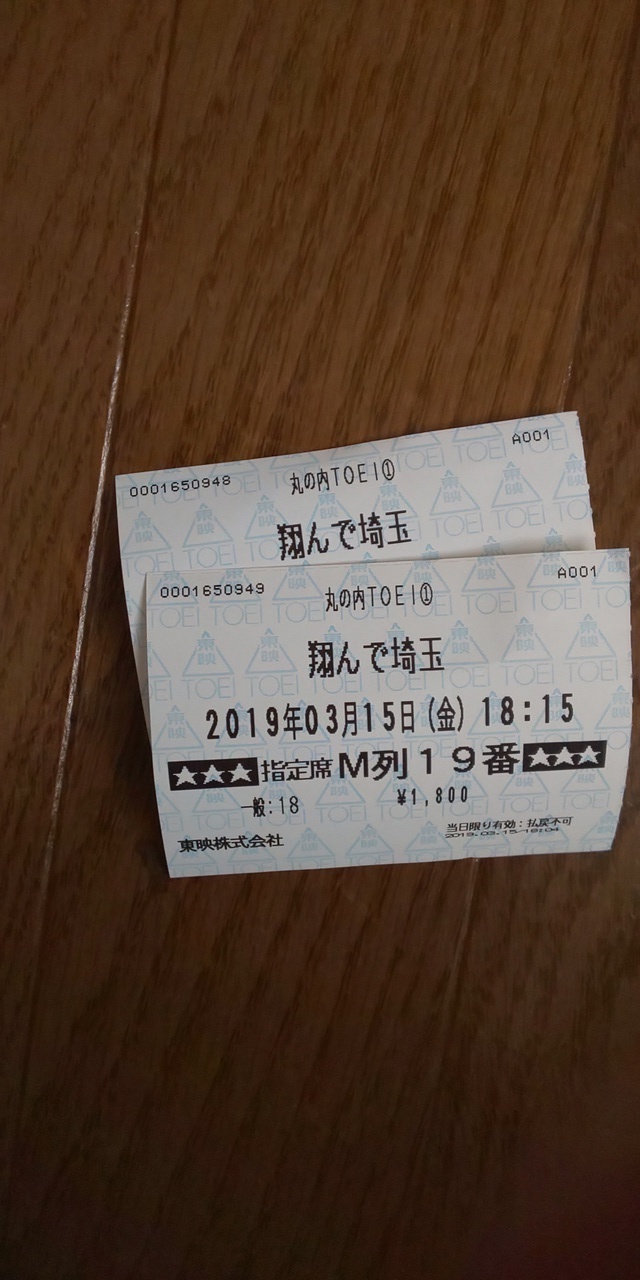 0001650948 丸の内TOEI① A001
翔んで埼玉
0001650949 丸の内TOEI① A001
翔んで埼玉
2019年03月15日(金) 18:15
★★★指定席 M列19番★★★
一般:18 ¥1,800
当日限り有効:払戻不可
東映株式会社
東映 TOEI